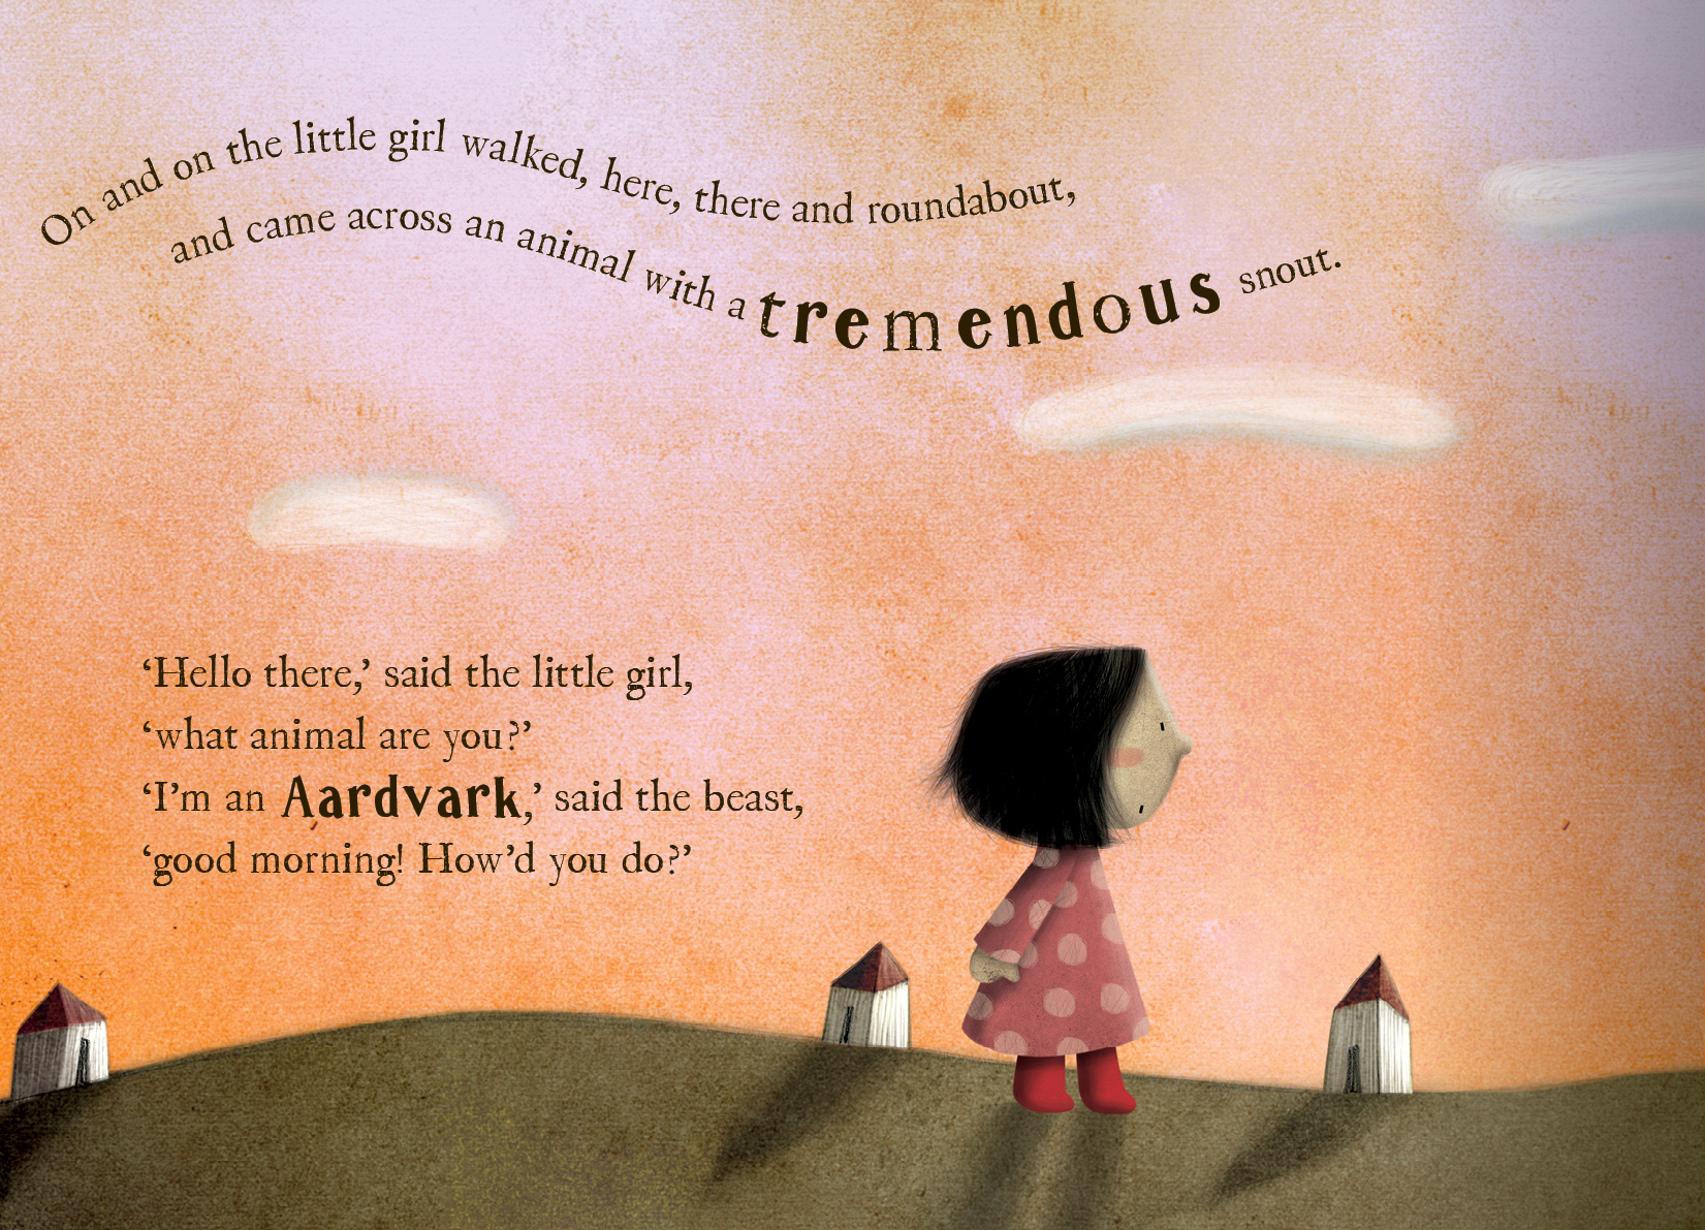 On and on the little girl walked, here, there and roundabout,
and came across an animal with a tremendous snout.
‘Hello there,’ said the little girl,
‘what animal are you?’
‘I’m an Aardvark,’ said the beast,
‘good morning! How’d you do?’